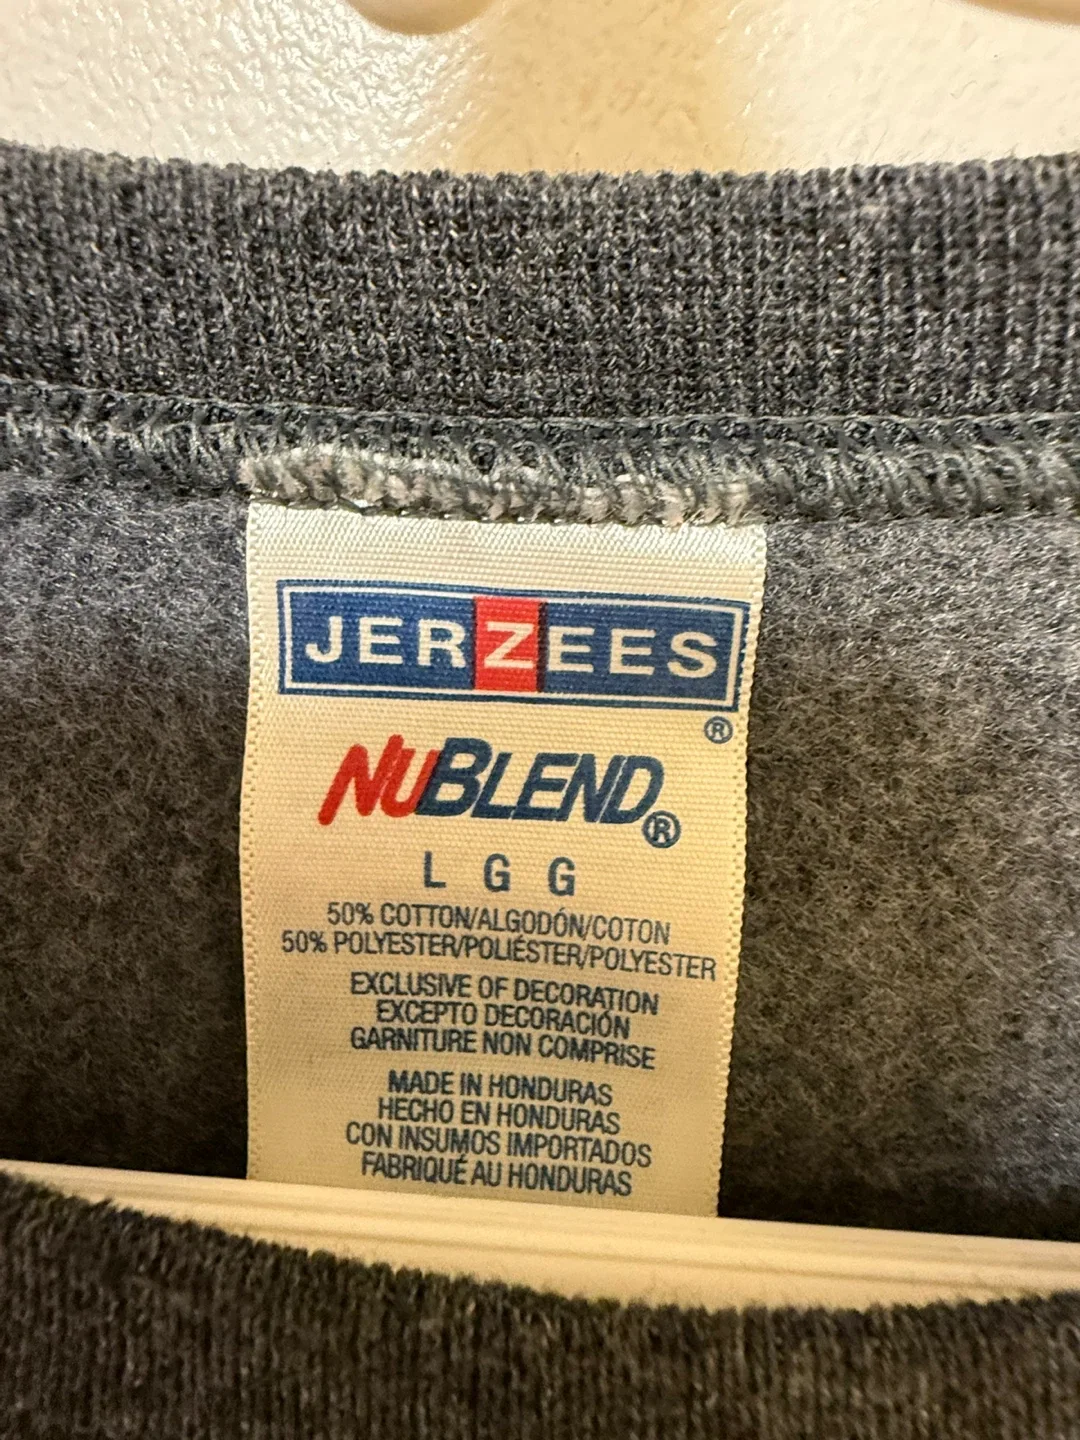 JERZEES
®
NUBLEND®
L G G
50% COTTON/ALGODÓN/COTON
50% POLYESTER/POLIÉSTER/POLYESTER
EXCLUSIVE OF DECORATION
EXCEPTO DECORACIÓN
GARNITURE NON COMPRISE
MADE IN HONDURAS
HECHO EN HONDURAS
CON INSUMOS IMPORTADOS
FABRIQUÉ AU HONDURAS